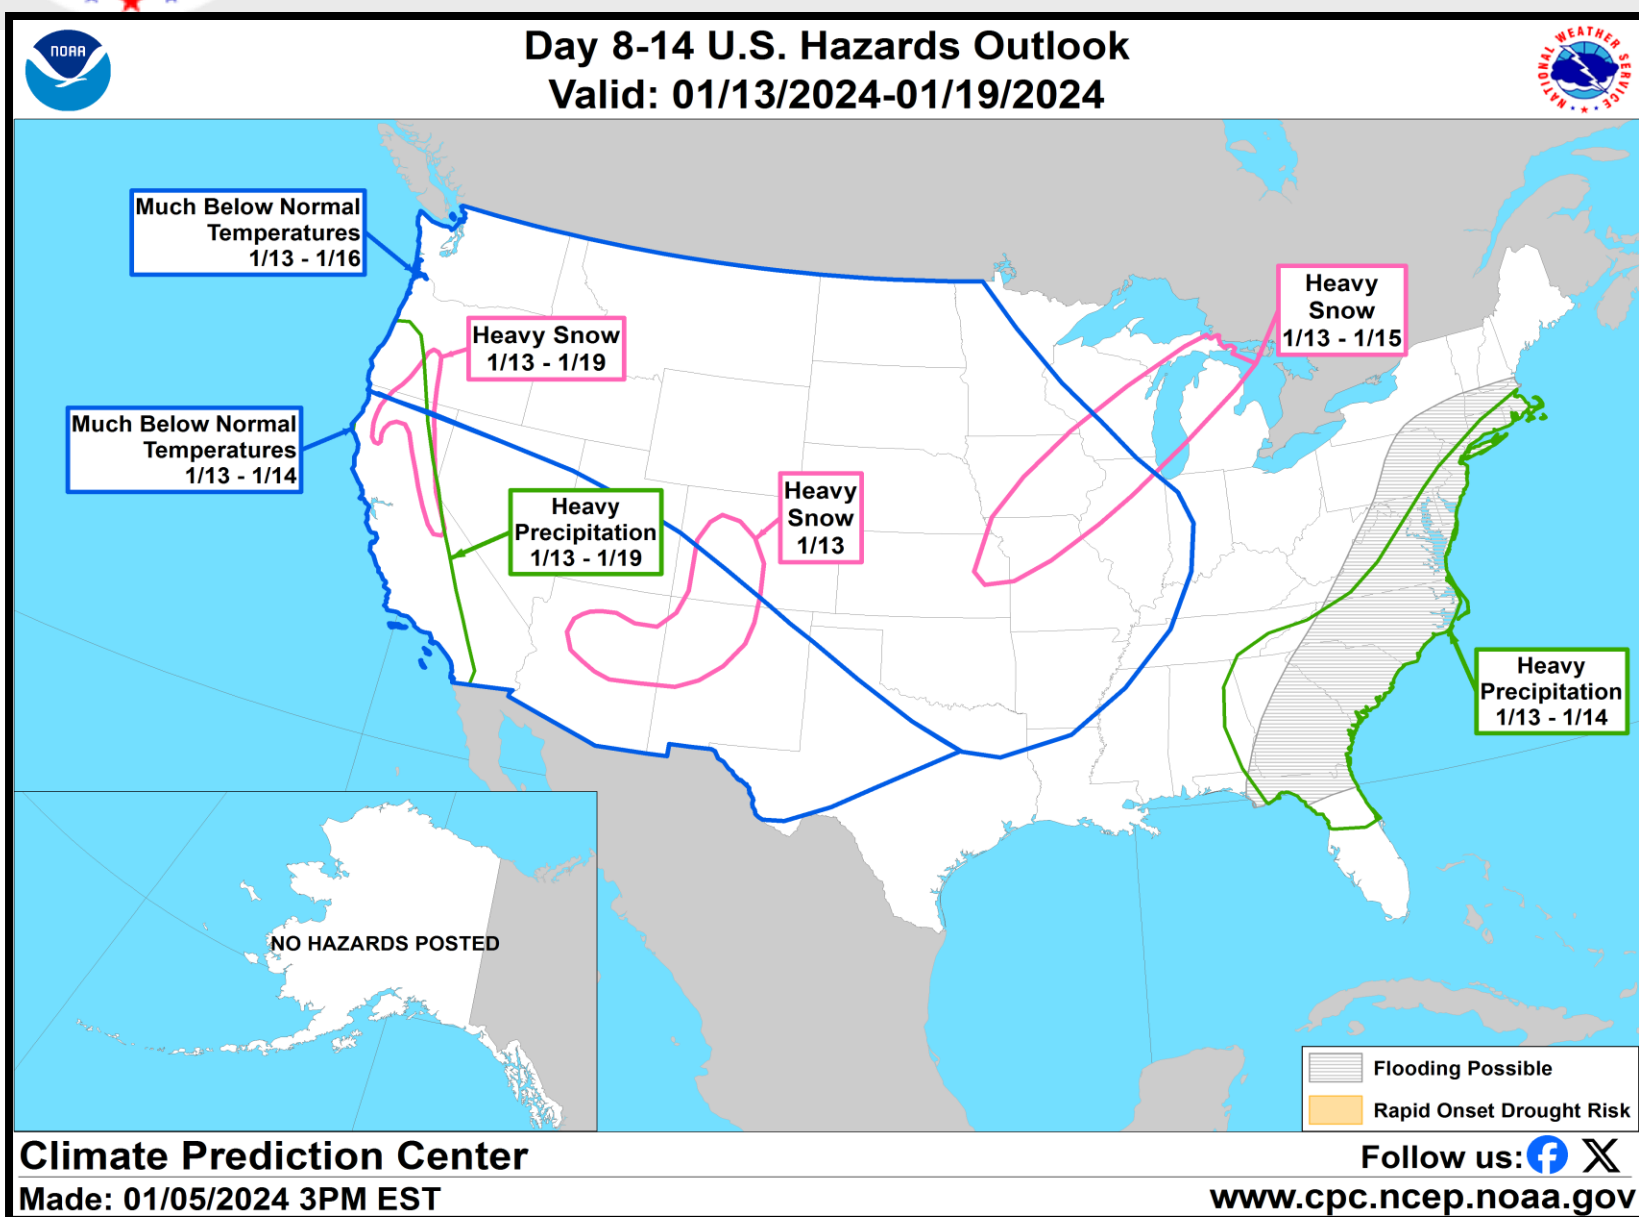 NOAA
Day 8-14 U.S. Hazards Outlook
Valid: 01/13/2024-01/19/2024
NATIONAL WEATHER SERVICE
Much Below Normal
Temperatures
1/13 - 1/16
Heavy
Snow
1/13 - 1/15
Heavy Snow
1/13 - 1/19
Much Below Normal
Temperatures
1/13 - 1/14
Heavy
Precipitation
1/13 - 1/19
Heavy
Snow
1/13
Heavy
Precipitation
1/13 - 1/14
NO HAZARDS POSTED
Flooding Possible
Rapid Onset Drought Risk
Climate Prediction Center
Follow us:
Made: 01/05/2024 3PM EST
www.cpc.ncep.noaa.gov